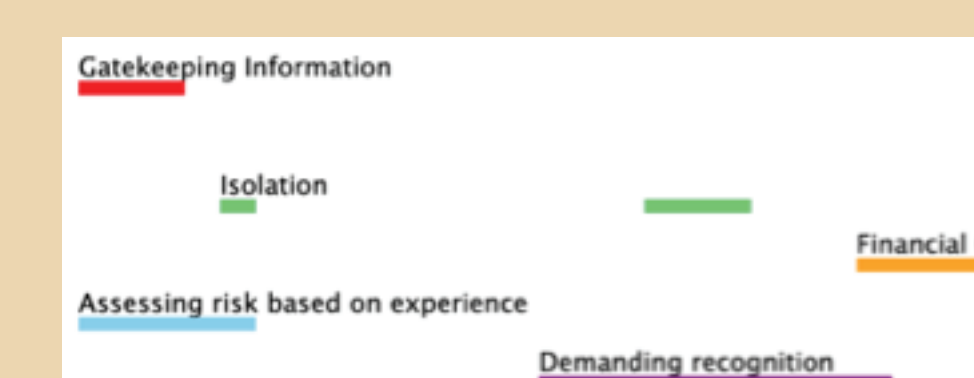 Gatekeeping Information
Isolation
Financial
Assessing risk based on experience
Demanding recognition